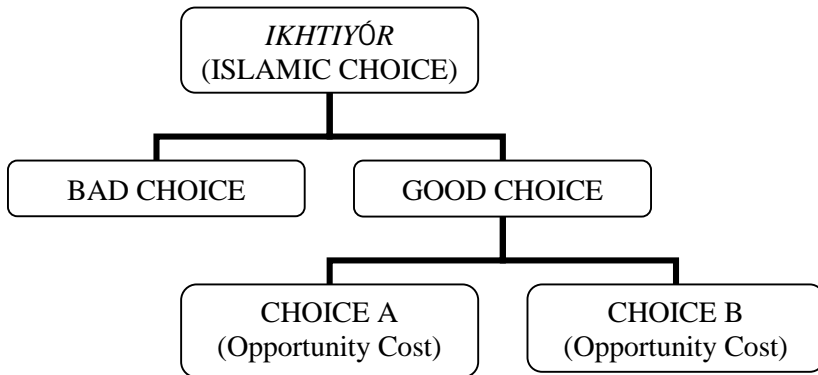 IKHTIYÓR
(ISLAMIC CHOICE)
BAD CHOICE
GOOD CHOICE
CHOICE A
(Opportunity Cost)
CHOICE B
(Opportunity Cost)